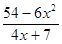 54 − 6x²
4x + 7